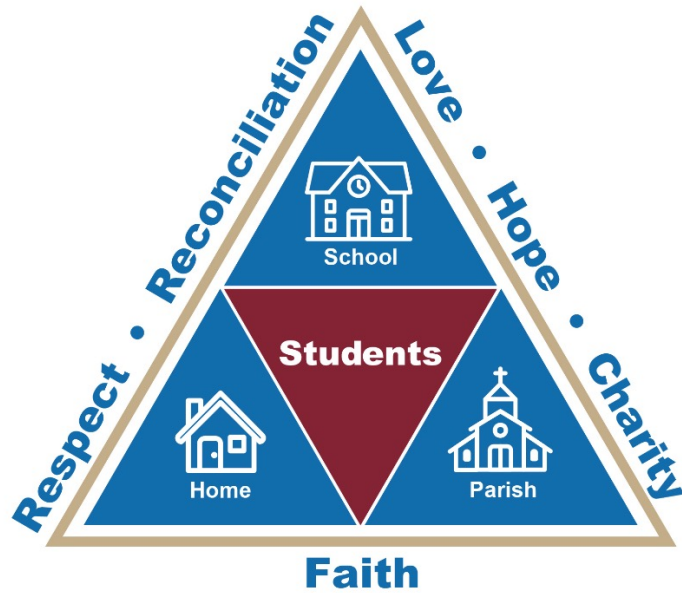 Respect • Reconciliation
Love • Hope • Charity
School
Students
Home
Parish
Faith